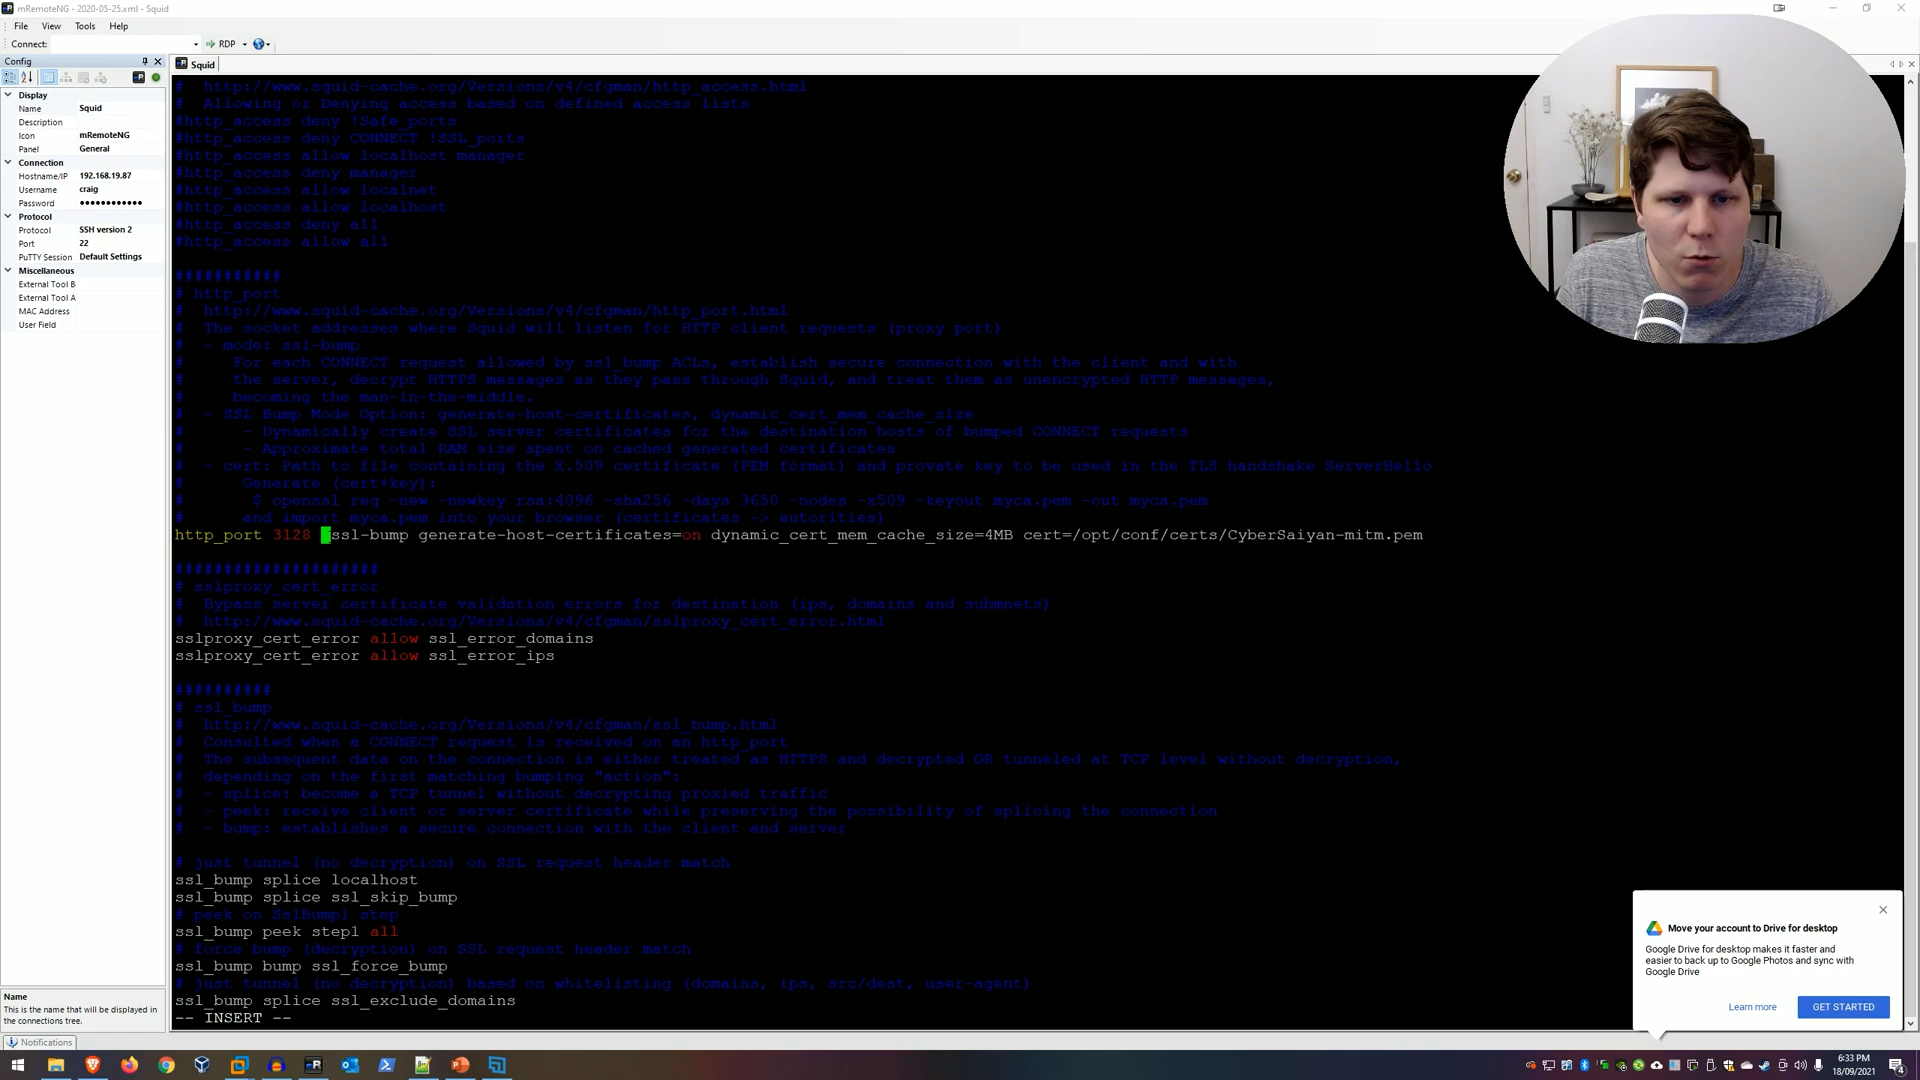 mRemoteNG - 2020-05-25.xml - Squid
File View Tools Help
Connect: RDP
Config
Squid
Display
Name Squid
Description
Icon mRemoteNG
Panel General
Connection
Hostname/IP 192.168.19.87
Username craig
Password ••••••••••••
Protocol
Protocol SSH version 2
Port 22
PuTTY Session Default Settings
Miscellaneous
External Tool B
External Tool A
MAC Address
User Field
#  http://www.squid-cache.org/Versions/v4/cfgman/http_access.html
#  Allowing or Denying access based on defined access lists
#http_access deny !Safe_ports
#http_access deny CONNECT !SSL_ports
#http_access allow localhost manager
#http_access deny manager
#http_access allow localnet
#http_access allow localhost
#http_access deny all
#http_access allow all
###########
# http_port
#  http://www.squid-cache.org/Versions/v4/cfgman/http_port.html
#  The socket addresses where Squid will listen for HTTP client requests (proxy port)
#  - mode: ssl-bump
#     For each CONNECT request allowed by ssl_bump ACLs, establish secure connection with the client and with
#     the server, decrypt HTTPS messages as they pass through Squid, and treat them as unencrypted HTTP messages,
#     becoming the man-in-the-middle.
#  - SSL Bump Mode Option: generate-host-certificates, dynamic_cert_mem_cache_size
#      - Dynamically create SSL server certificates for the destination hosts of bumped CONNECT requests
#      - Approximate total RAM size spent on cached generated certificates
#  - cert: Path to file containing the X.509 certificate (PEM format) and provate key to be used in the TLS handshake ServerHello
#      Generate (cert+key):
#       $ openssl req -new -newkey rsa:4096 -sha256 -days 3650 -nodes -x509 -keyout myca.pem -out myca.pem
#      and import myca.pem into your browser (certificates -> autorities)
http_port 3128 ssl-bump generate-host-certificates=on dynamic_cert_mem_cache_size=4MB cert=/opt/conf/certs/CyberSaiyan-mitm.pem
#####################
# sslproxy_cert_error
#  Bypass server certificate validation errors for destination (ips, domains and submnets)
#  http://www.squid-cache.org/Versions/v4/cfgman/sslproxy_cert_error.html
sslproxy_cert_error allow ssl_error_domains
sslproxy_cert_error allow ssl_error_ips
##########
# ssl_bump
#  http://www.squid-cache.org/Versions/v4/cfgman/ssl_bump.html
#  Consulted when a CONNECT request is received on an http_port
#  The subsequent data on the connection is either treated as HTTPS and decrypted OR tunneled at TCP level without decryption,
#  depending on the first matching bumping "action":
#  - splice: become a TCP tunnel without decrypting proxied traffic
#  - peek: receive client or server certificate while preserving the possibility of splicing the connection
#  - bump: establishes a secure connection with the client and server
# just tunnel (no decryption) on SSL request header match
ssl_bump splice localhost
ssl_bump splice ssl_skip_bump
# peek on SslBump1 step
ssl_bump peek step1 all
# force bump (decryption) on SSL request header match
ssl_bump bump ssl_force_bump
# just tunnel (no decryption) based on whitelisting (domains, ips, src/dest, user-agent)
ssl_bump splice ssl_exclude_domains
-- INSERT --
Name
This is the name that will be displayed
in the connections tree.
Notifications
Move your account to Drive for desktop
Google Drive for desktop makes it faster and
easier to back up to Google Photos and sync with
Google Drive
Learn more GET STARTED
6:33 PM
18/09/2021
4